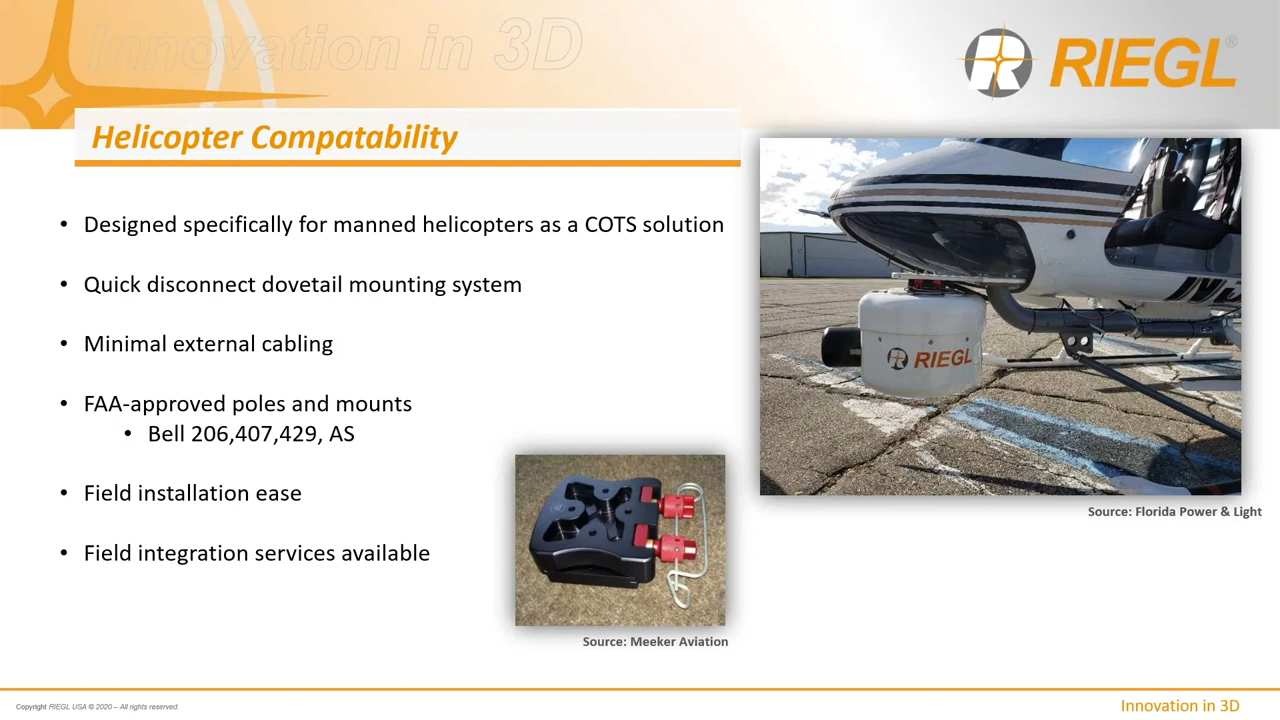 Innovation in 3D
RIEGL®
Helicopter Compatability
• Designed specifically for manned helicopters as a COTS solution
• Quick disconnect dovetail mounting system
• Minimal external cabling
• FAA-approved poles and mounts
• Bell 206,407,429, AS
• Field installation ease
• Field integration services available
RIEGL
Source: Florida Power & Light
Source: Meeker Aviation
Copyright RIEGL USA © 2020 – All rights reserved.
Innovation in 3D